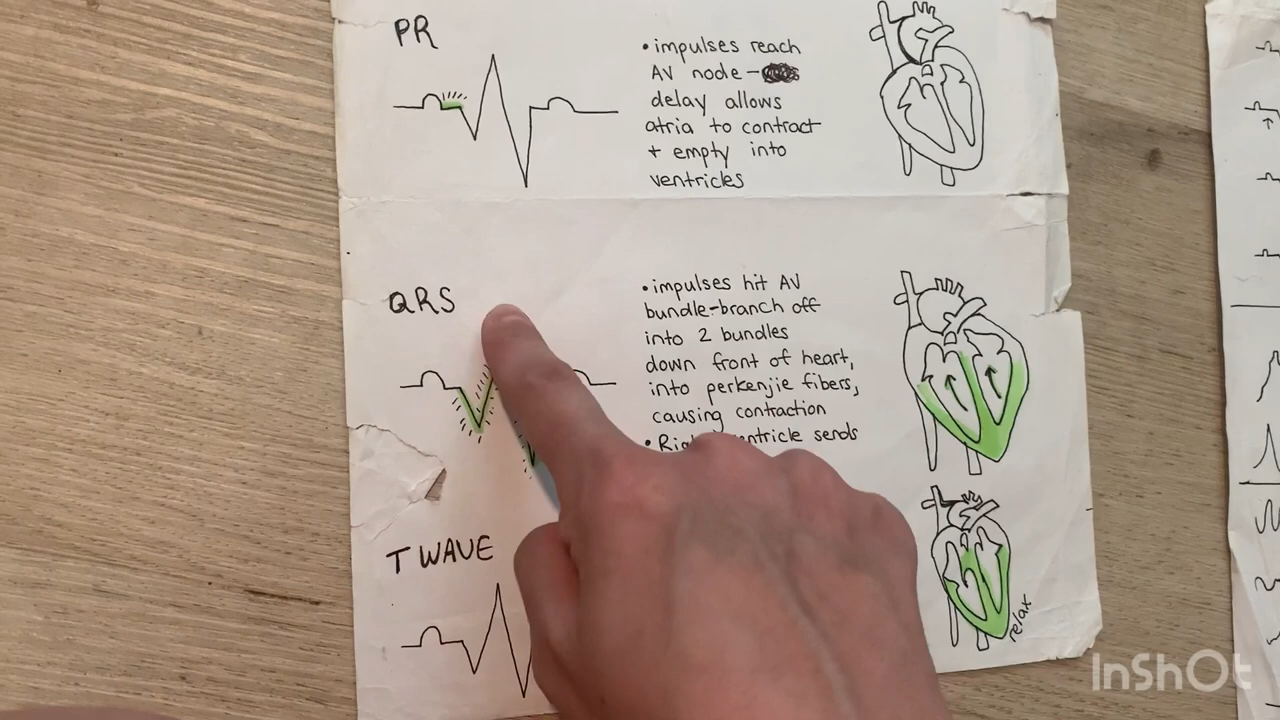 PR
• impulses reach
AV node -
delay allows
atria to contract
+ empty into
ventricles
QRS
• impulses hit AV
bundle-branch off
into 2 bundles
down front of heart,
into perkenjie fibers,
causing contraction
• sends
T WAVE
relax
InShOt